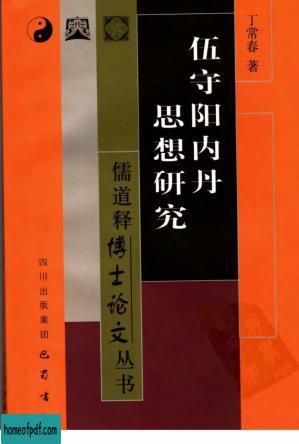 丁常春 著
伍守阳内丹
思想研究
儒道释博士论文丛书
四川出版集团
巴蜀书
homeofpdf.com